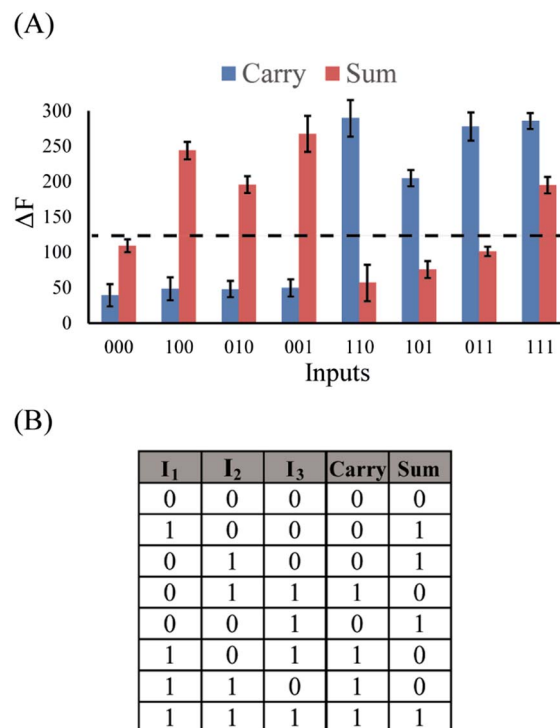 (A)
Carry Sum
300
250
200
150
100
50
0
ΔF
000 100 010 001 110 101 011 111
Inputs
(B)
I₁ I₂ I₃ Carry Sum
0 0 0 0 0
1 0 0 0 1
0 1 0 0 1
0 1 1 1 0
0 0 1 0 1
1 0 1 1 0
1 1 0 1 0
1 1 1 1 1